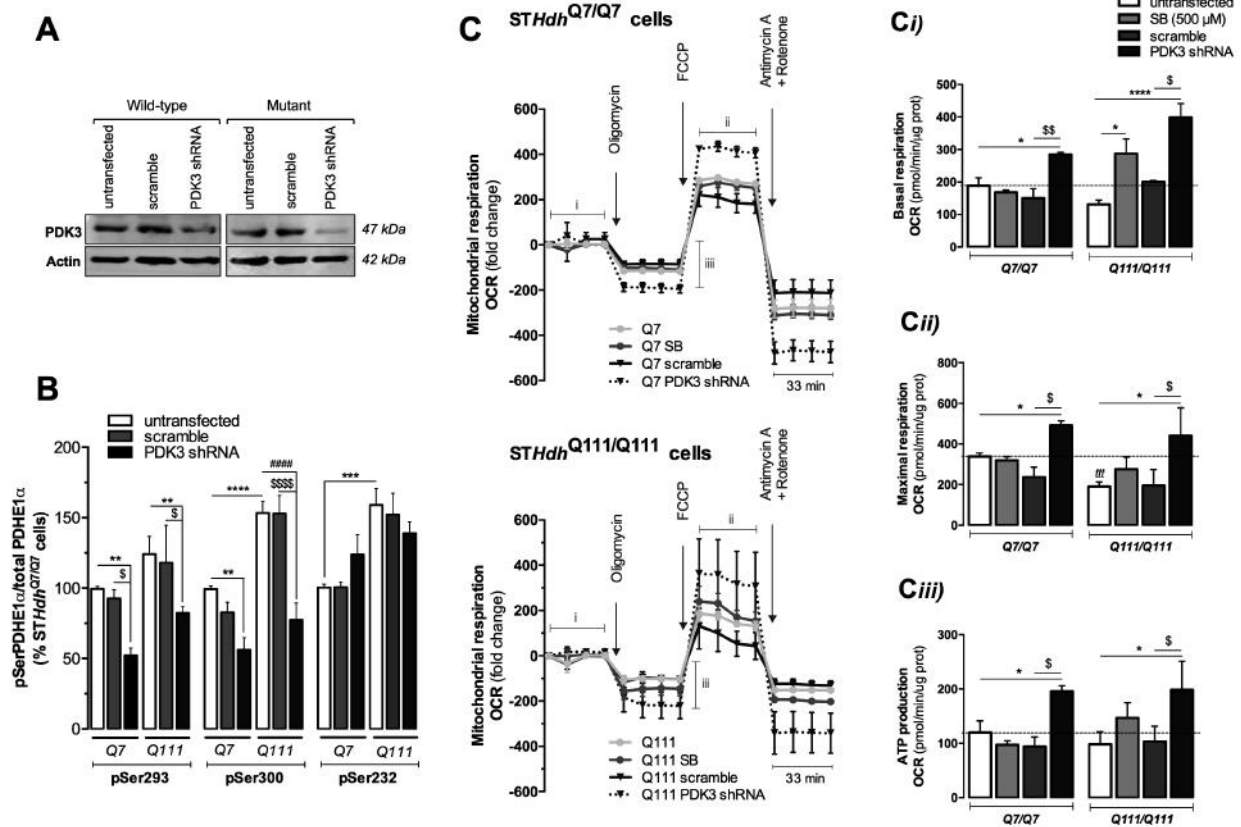 A
Wild-type
Mutant
untransfected
scramble
PDK3 shRNA
untransfected
scramble
PDK3 shRNA
PDK3
47 kDa
Actin
42 kDa
B
untransfected
scramble
PDK3 shRNA
pSerPDHE1α/total PDHE1α
(% STHdhQ7/Q7 cells)
200
150
100
50
0
**
$
**
$
**
****
####
$$$$
***
Q7
Q111
Q7
Q111
Q7
Q111
pSer293
pSer300
pSer232
C
STHdhQ7/Q7 cells
Mitochondrial respiration
OCR (fold change)
600
400
200
0
-200
-400
-600
i
Oligomycin
FCCP
ii
Antimycin A
+ Rotenone
iii
Q7
Q7 SB
Q7 scramble
Q7 PDK3 shRNA
33 min
STHdhQ111/Q111 cells
Mitochondrial respiration
OCR (fold change)
600
400
200
0
-200
-400
-600
i
Oligomycin
FCCP
ii
Antimycin A
+ Rotenone
iii
Q111
Q111 SB
Q111 scramble
Q111 PDK3 shRNA
33 min
Ci)
untransfected
SB (500 µM)
scramble
PDK3 shRNA
Basal respiration
OCR (pmol/min/µg prot)
500
400
300
200
100
0
*
$$
*
****
$
Q7/Q7
Q111/Q111
Cii)
Maximal respiration
OCR (pmol/min/ug prot)
800
600
400
200
0
*
$
fff
*
$
Q7/Q7
Q111/Q111
Ciii)
ATP production
OCR (pmol/min/ug prot)
300
200
100
0
*
$
*
$
Q7/Q7
Q111/Q111